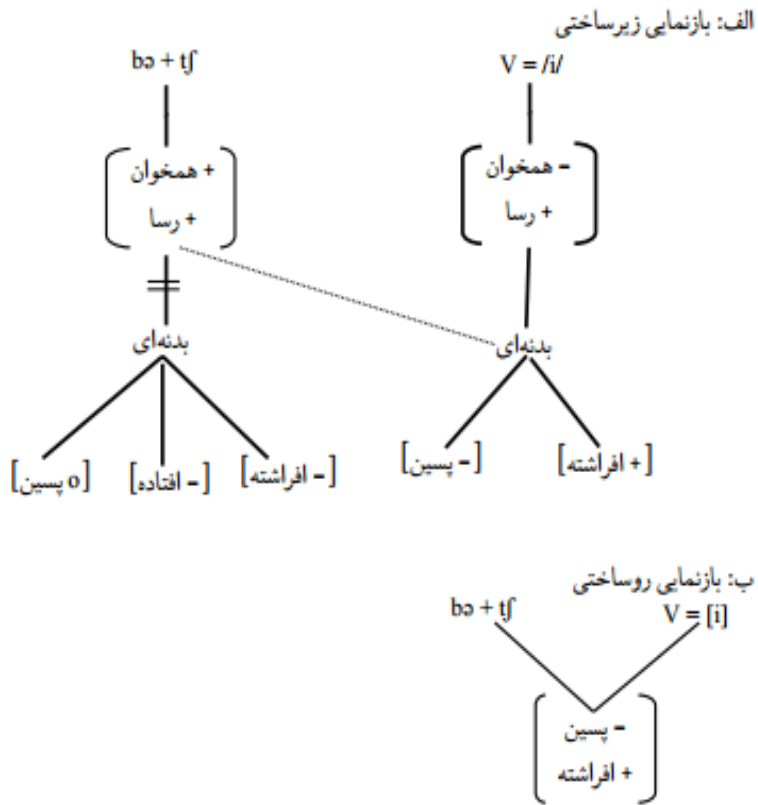 الف: بازنمایی زیرساختی
V = /i/
bə + tʃ
- همخوان
+ رسا
+ همخوان
+ رسا
بدنه‌ای
بدنه‌ای
[+ افراشته]
[- پسین]
[- افراشته]
[- افتاده]
[o پسین]
ب: بازنمایی روساختی
V = [i]
bə + tʃ
- پسین
+ افراشته